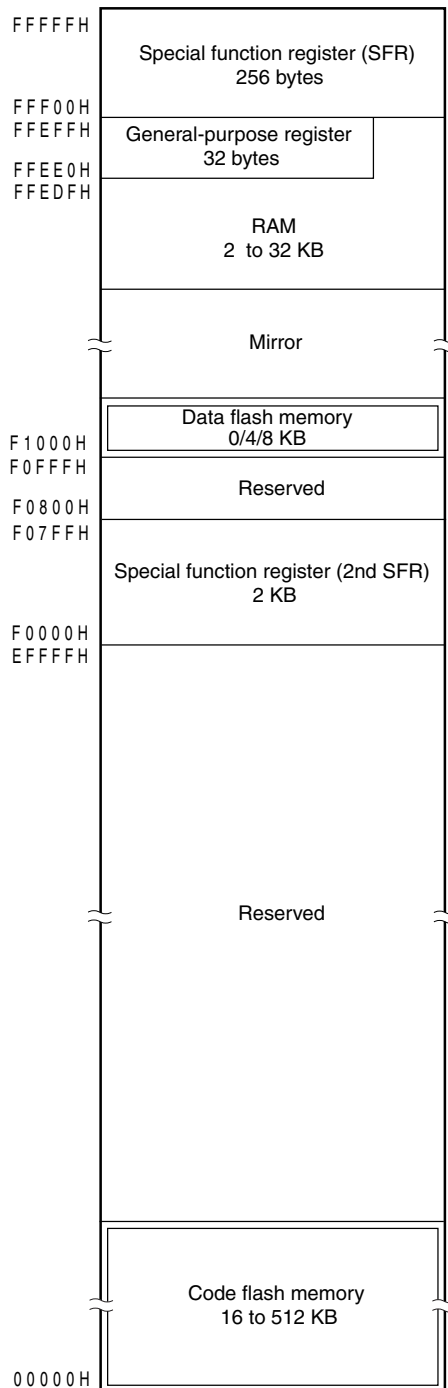 FFFFFH
Special function register (SFR)
256 bytes
FFF00H
FFEFFH
General-purpose register
32 bytes
FFEE0H
FFEDFH
RAM
2 to 32 KB
Mirror
Data flash memory
0/4/8 KB
F1000H
F0FFFH
Reserved
F0800H
F07FFH
Special function register (2nd SFR)
2 KB
F0000H
EFFFFH
Reserved
Code flash memory
16 to 512 KB
00000H